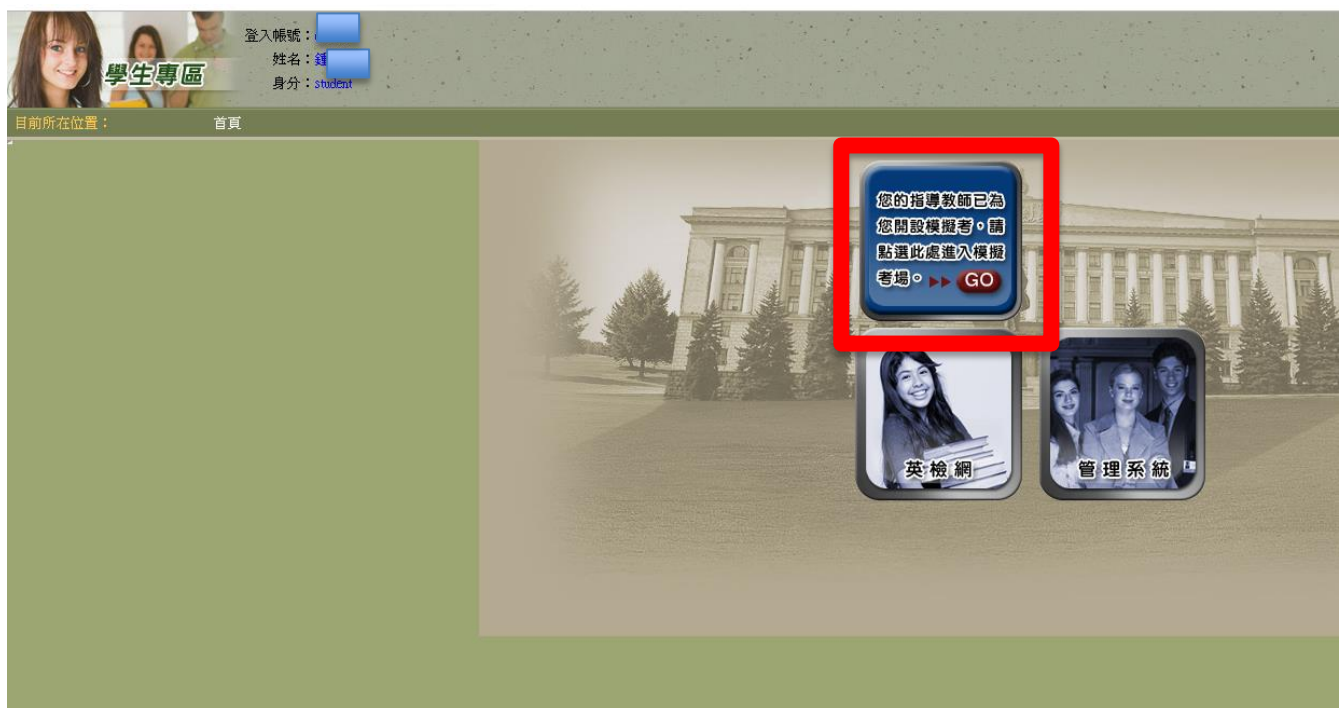 學生專區
登入帳號：
姓名：鍾
身分：student
目前所在位置：
首頁
您的指導教師已為
您開設模擬考，請
點選此處進入模擬
考場。▶▶ GO
英檢網
管理系統